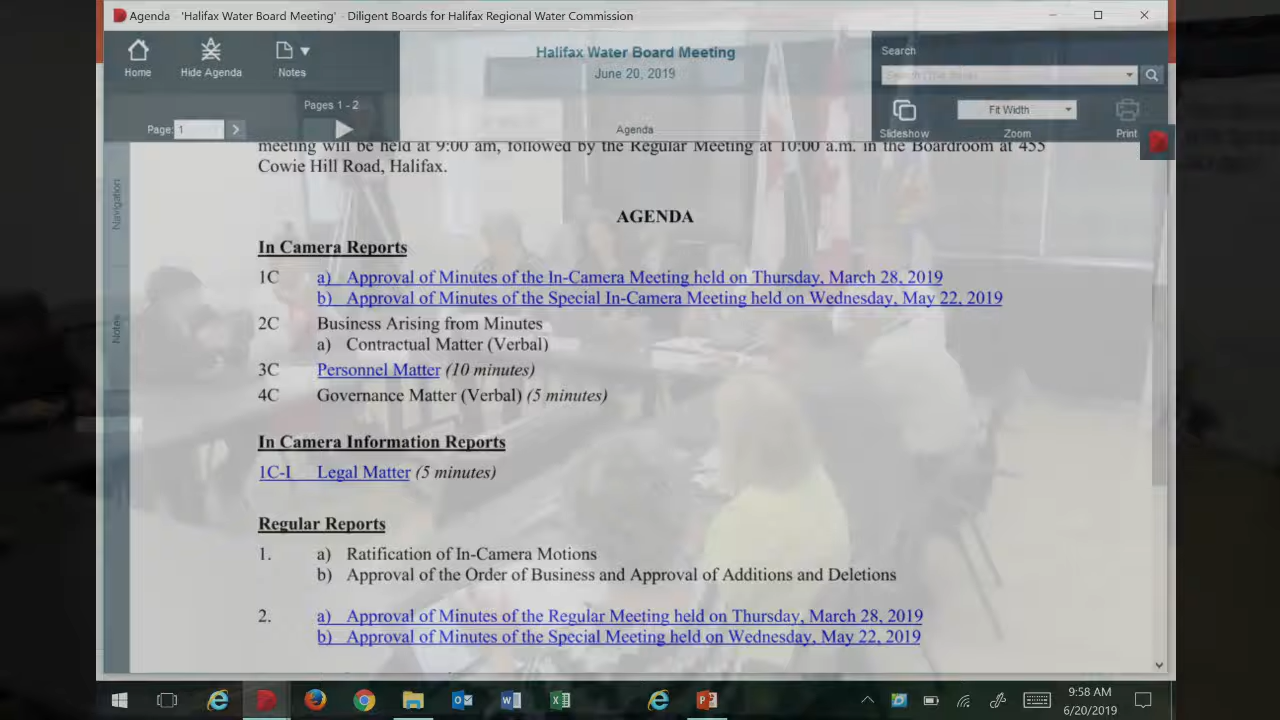 Agenda 'Halifax Water Board Meeting' - Diligent Boards for Halifax Regional Water Commission
Home
Hide Agenda
Notes
Halifax Water Board Meeting
June 20, 2019
Search
Pages 1 - 2
Page: 1
Agenda
Slideshow
Fit Width
Zoom
Print
Navigation
Notes
meeting will be held at 9:00 am, followed by the Regular Meeting at 10:00 a.m. in the Boardroom at 455
Cowie Hill Road, Halifax.
AGENDA
In Camera Reports
1C a) Approval of Minutes of the In-Camera Meeting held on Thursday, March 28, 2019
b) Approval of Minutes of the Special In-Camera Meeting held on Wednesday, May 22, 2019
2C Business Arising from Minutes
a) Contractual Matter (Verbal)
3C Personnel Matter (10 minutes)
4C Governance Matter (Verbal) (5 minutes)
In Camera Information Reports
1C-I Legal Matter (5 minutes)
Regular Reports
1. a) Ratification of In-Camera Motions
b) Approval of the Order of Business and Approval of Additions and Deletions
2. a) Approval of Minutes of the Regular Meeting held on Thursday, March 28, 2019
b) Approval of Minutes of the Special Meeting held on Wednesday, May 22, 2019
9:58 AM
6/20/2019